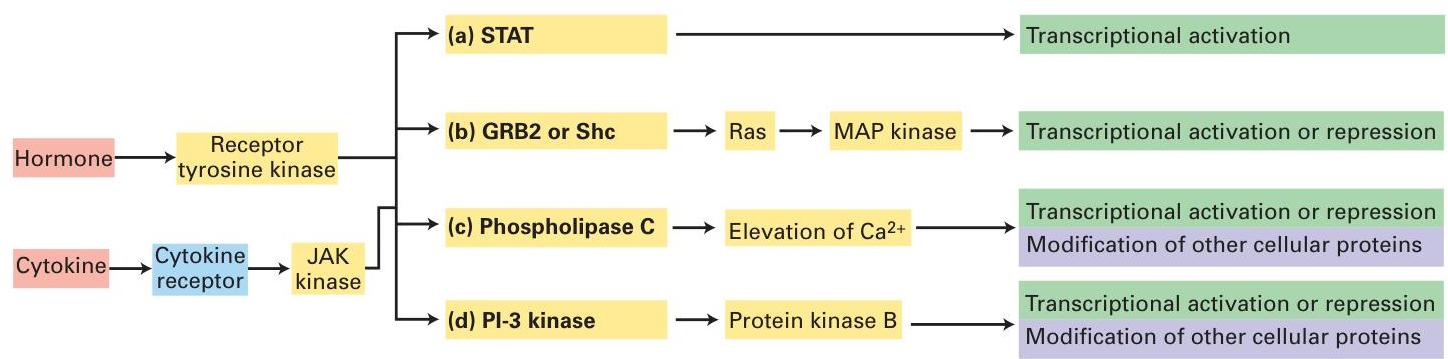 (a) STAT
Transcriptional activation
Hormone
Receptor
tyrosine kinase
(b) GRB2 or Shc
Ras
MAP kinase
Transcriptional activation or repression
Cytokine
Cytokine
receptor
JAK
kinase
(c) Phospholipase C
Elevation of Ca²⁺
Transcriptional activation or repression
Modification of other cellular proteins
(d) PI-3 kinase
Protein kinase B
Transcriptional activation or repression
Modification of other cellular proteins